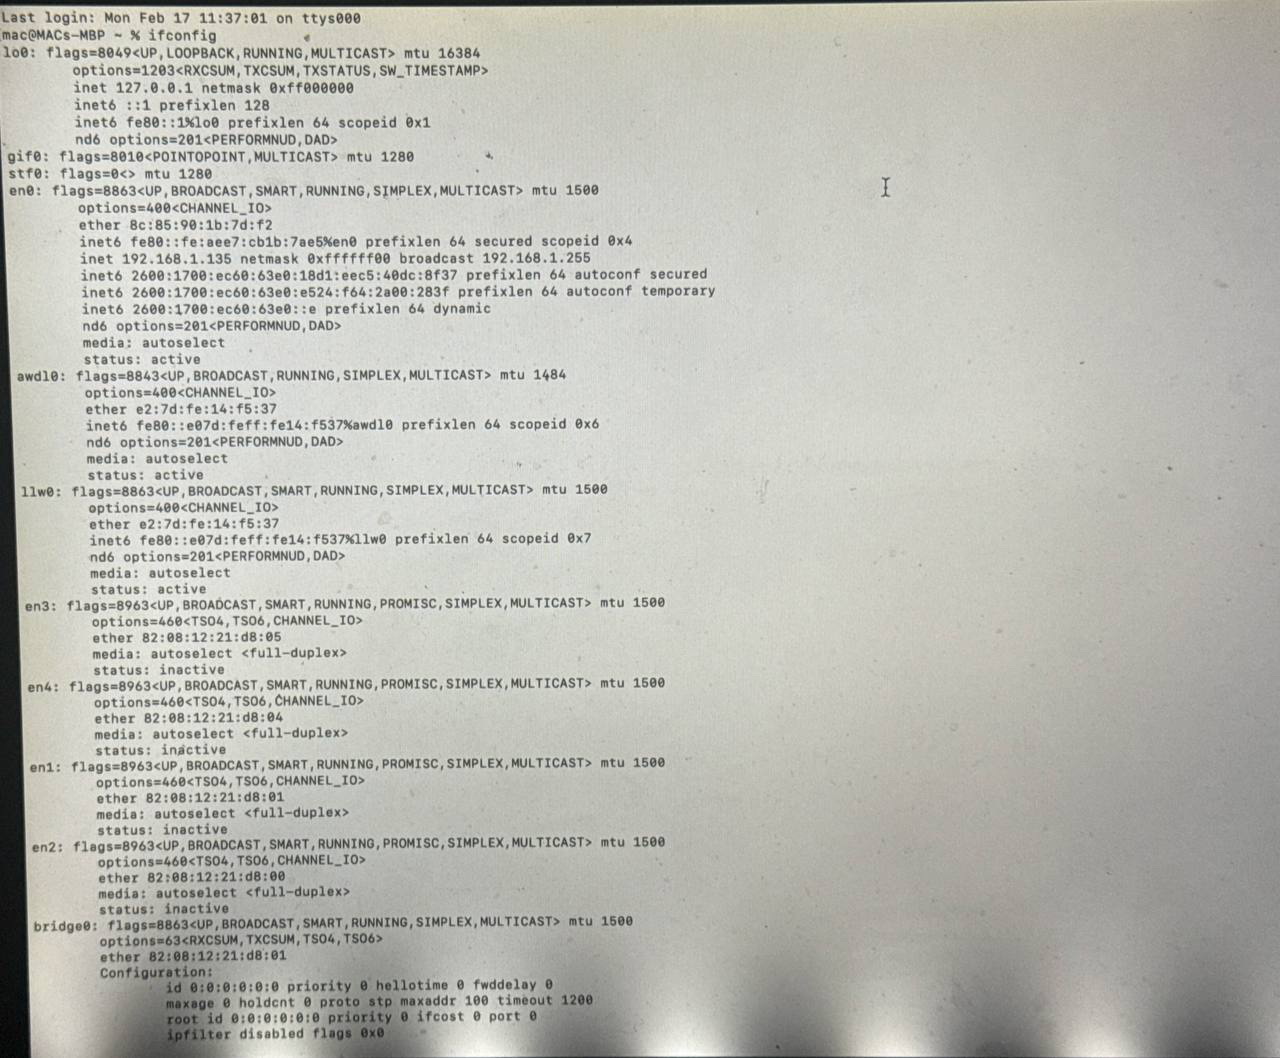 Last login: Mon Feb 17 11:37:01 on ttys000
mac@MACs-MBP ~ % ifconfig
lo0: flags=8049<UP,LOOPBACK,RUNNING,MULTICAST> mtu 16384
options=1203<RXCSUM,TXCSUM,TXSTATUS,SW_TIMESTAMP>
inet 127.0.0.1 netmask 0xff000000
inet6 ::1 prefixlen 128
inet6 fe80::1%lo0 prefixlen 64 scopeid 0x1
nd6 options=201<PERFORMNUD,DAD>
gif0: flags=8010<POINTOPOINT,MULTICAST> mtu 1280
stf0: flags=0<> mtu 1280
en0: flags=8863<UP,BROADCAST,SMART,RUNNING,SIMPLEX,MULTICAST> mtu 1500
options=400<CHANNEL_IO>
ether 8c:85:90:1b:7d:f2
inet6 fe80::fe:aee7:cb1b:7ae5%en0 prefixlen 64 secured scopeid 0x4
inet 192.168.1.135 netmask 0xffffff00 broadcast 192.168.1.255
inet6 2600:1700:ec60:63e0:18d1:eec5:40dc:8f37 prefixlen 64 autoconf secured
inet6 2600:1700:ec60:63e0:e524:f64:2a00:283f prefixlen 64 autoconf temporary
inet6 2600:1700:ec60:63e0::e prefixlen 64 dynamic
nd6 options=201<PERFORMNUD,DAD>
media: autoselect
status: active
awdl0: flags=8843<UP,BROADCAST,RUNNING,SIMPLEX,MULTICAST> mtu 1484
options=400<CHANNEL_IO>
ether e2:7d:fe:14:f5:37
inet6 fe80::e07d:feff:fe14:f537%awdl0 prefixlen 64 scopeid 0x6
nd6 options=201<PERFORMNUD,DAD>
media: autoselect
status: active
llw0: flags=8863<UP,BROADCAST,SMART,RUNNING,SIMPLEX,MULTICAST> mtu 1500
options=400<CHANNEL_IO>
ether e2:7d:fe:14:f5:37
inet6 fe80::e07d:feff:fe14:f537%llw0 prefixlen 64 scopeid 0x7
nd6 options=201<PERFORMNUD,DAD>
media: autoselect
status: active
en3: flags=8963<UP,BROADCAST,SMART,RUNNING,PROMISC,SIMPLEX,MULTICAST> mtu 1500
options=460<TSO4,TSO6,CHANNEL_IO>
ether 82:08:12:21:d8:05
media: autoselect <full-duplex>
status: inactive
en4: flags=8963<UP,BROADCAST,SMART,RUNNING,PROMISC,SIMPLEX,MULTICAST> mtu 1500
options=460<TSO4,TSO6,CHANNEL_IO>
ether 82:08:12:21:d8:04
media: autoselect <full-duplex>
status: inactive
en1: flags=8963<UP,BROADCAST,SMART,RUNNING,PROMISC,SIMPLEX,MULTICAST> mtu 1500
options=460<TSO4,TSO6,CHANNEL_IO>
ether 82:08:12:21:d8:01
media: autoselect <full-duplex>
status: inactive
en2: flags=8963<UP,BROADCAST,SMART,RUNNING,PROMISC,SIMPLEX,MULTICAST> mtu 1500
options=460<TSO4,TSO6,CHANNEL_IO>
ether 82:08:12:21:d8:00
media: autoselect <full-duplex>
status: inactive
bridge0: flags=8863<UP,BROADCAST,SMART,RUNNING,SIMPLEX,MULTICAST> mtu 1500
options=63<RXCSUM,TXCSUM,TSO4,TSO6>
ether 82:08:12:21:d8:01
Configuration:
id 0:0:0:0:0:0 priority 0 hellotime 0 fwddelay 0
maxage 0 holdcnt 0 proto stp maxaddr 100 timeout 1200
root id 0:0:0:0:0:0 priority 0 ifcost 0 port 0
ipfilter disabled flags 0x0